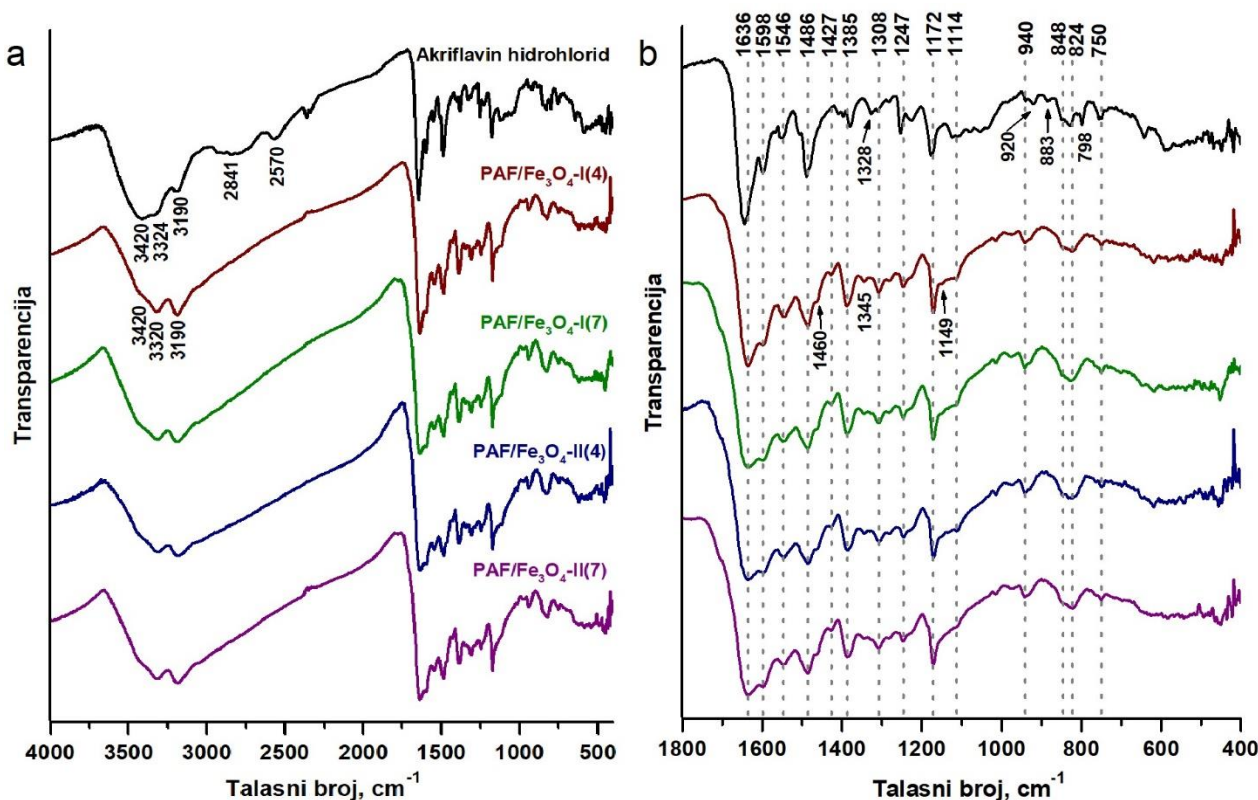 a
Akriflavin hidrohlorid
2841
2570
3420
3324
3190
PAF/Fe₃O₄-I(4)
3420
3320
3190
PAF/Fe₃O₄-I(7)
PAF/Fe₃O₄-II(4)
PAF/Fe₃O₄-II(7)
Transparencija
4000 3500 3000 2500 2000 1500 1000 500
Talasni broj, cm⁻¹
b
1636 1598 1546 1486 1427 1385 1308 1247 1172 1114 940 848 824 750
1328
920
883
798
1460
1345
1149
Transparencija
1800 1600 1400 1200 1000 800 600 400
Talasni broj, cm⁻¹